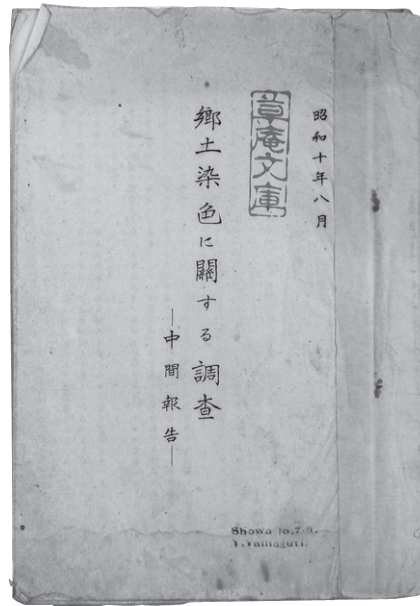 昭和十年八月
草庵文庫
郷土染色に關する調查
―中間報告―
Showa 10.7.8.
Y.Yamaguti.